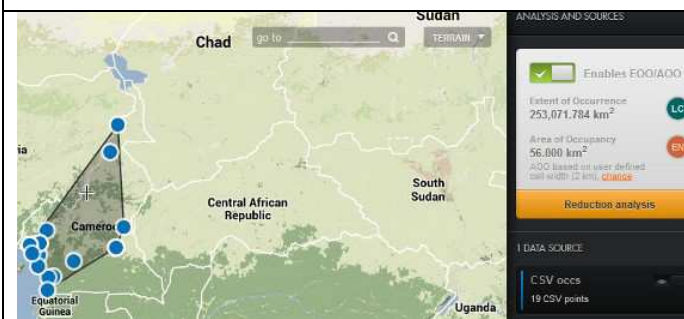 Sudan
Chad
go to
TERRAIN
Central African
Republic
South
Sudan
Equatorial
Guinea
Uganda
ANALYSIS AND SOURCES
Enables EOO/AOO
Extent of Occurrence
253,071.784 km²
LC
Area of Occupancy
56.000 km²
EN
AOO based on user defined
cell width (2 km), change
Reduction analysis
1 DATA SOURCE
CSV occs
19 CSV points